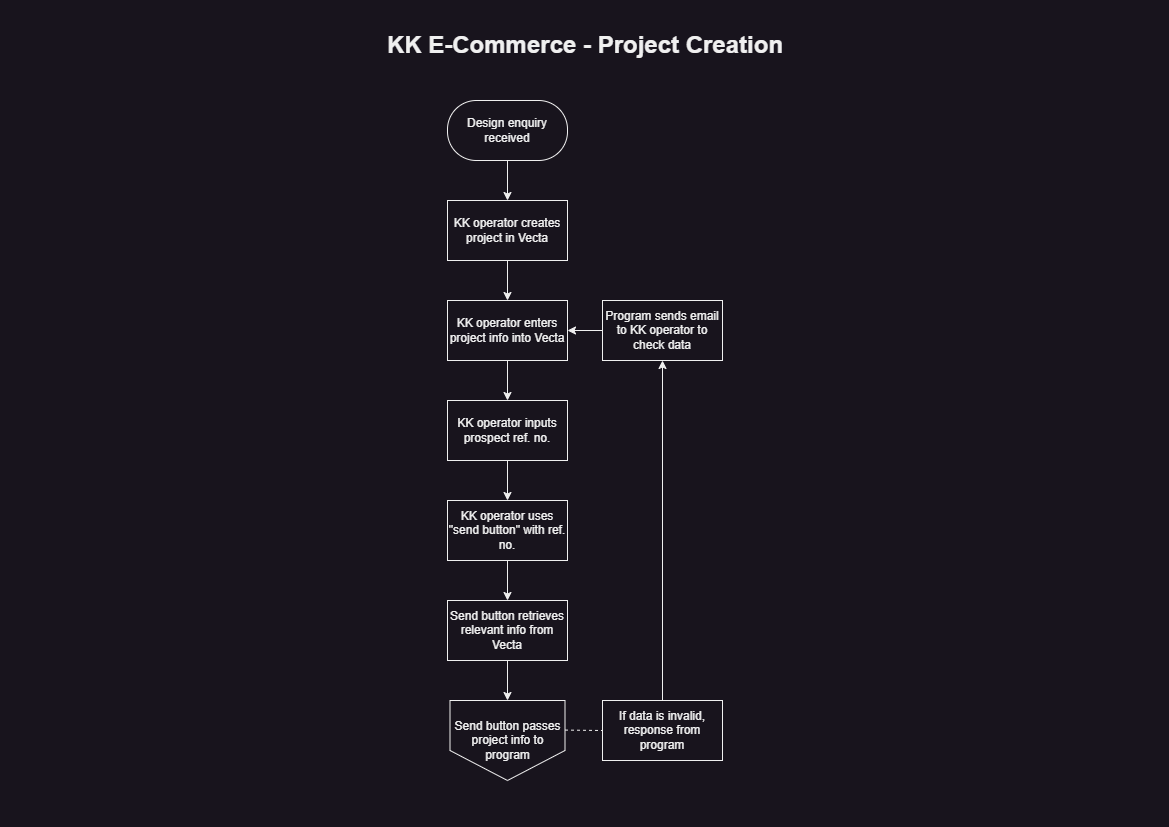 KK E-Commerce - Project Creation
Design enquiry
received
KK operator creates
project in Vecta
KK operator enters
project info into Vecta
Program sends email
to KK operator to
check data
KK operator inputs
prospect ref. no.
KK operator uses
"send button" with ref.
no.
Send button retrieves
relevant info from
Vecta
Send button passes
project info to
program
If data is invalid,
response from
program